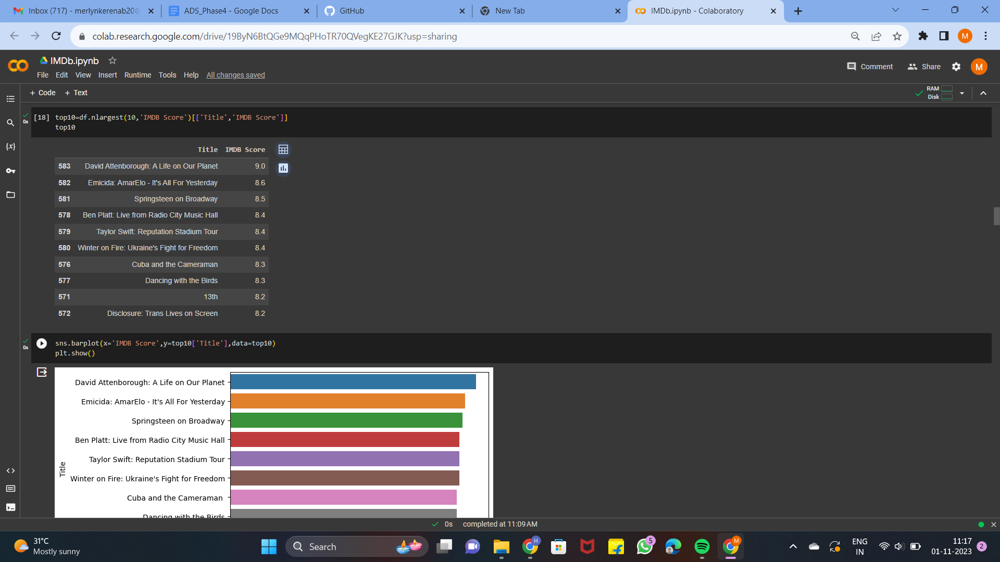 Inbox (717) - merlynkerenab20@
ADS_Phase4 - Google Docs
GitHub
New Tab
IMDb.ipynb - Colaboratory
colab.research.google.com/drive/19ByN6BtQGe9MQqPHoTR70QVegKE27GJK?usp=sharing
M
IMDb.ipynb
File Edit View Insert Runtime Tools Help All changes saved
Comment Share M
+ Code + Text
RAM
Disk
{x}
0s
[18] top10=df.nlargest(10,'IMDB Score')[['Title','IMDB Score']]
top10
Title IMDB Score
583 David Attenborough: A Life on Our Planet 9.0
582 Emicida: AmarElo - It's All For Yesterday 8.6
581 Springsteen on Broadway 8.5
578 Ben Platt: Live from Radio City Music Hall 8.4
579 Taylor Swift: Reputation Stadium Tour 8.4
580 Winter on Fire: Ukraine's Fight for Freedom 8.4
576 Cuba and the Cameraman 8.3
577 Dancing with the Birds 8.3
571 13th 8.2
572 Disclosure: Trans Lives on Screen 8.2
0s
sns.barplot(x='IMDB Score',y=top10['Title'],data=top10)
plt.show()
David Attenborough: A Life on Our Planet
Emicida: AmarElo - It's All For Yesterday
Springsteen on Broadway
Ben Platt: Live from Radio City Music Hall
Taylor Swift: Reputation Stadium Tour
Winter on Fire: Ukraine's Fight for Freedom
Cuba and the Cameraman
Dancing with the Birds
Title
0s completed at 11:09 AM
31°C
Mostly sunny
Search
H
5
M
ENG
IN
11:17
01-11-2023
2